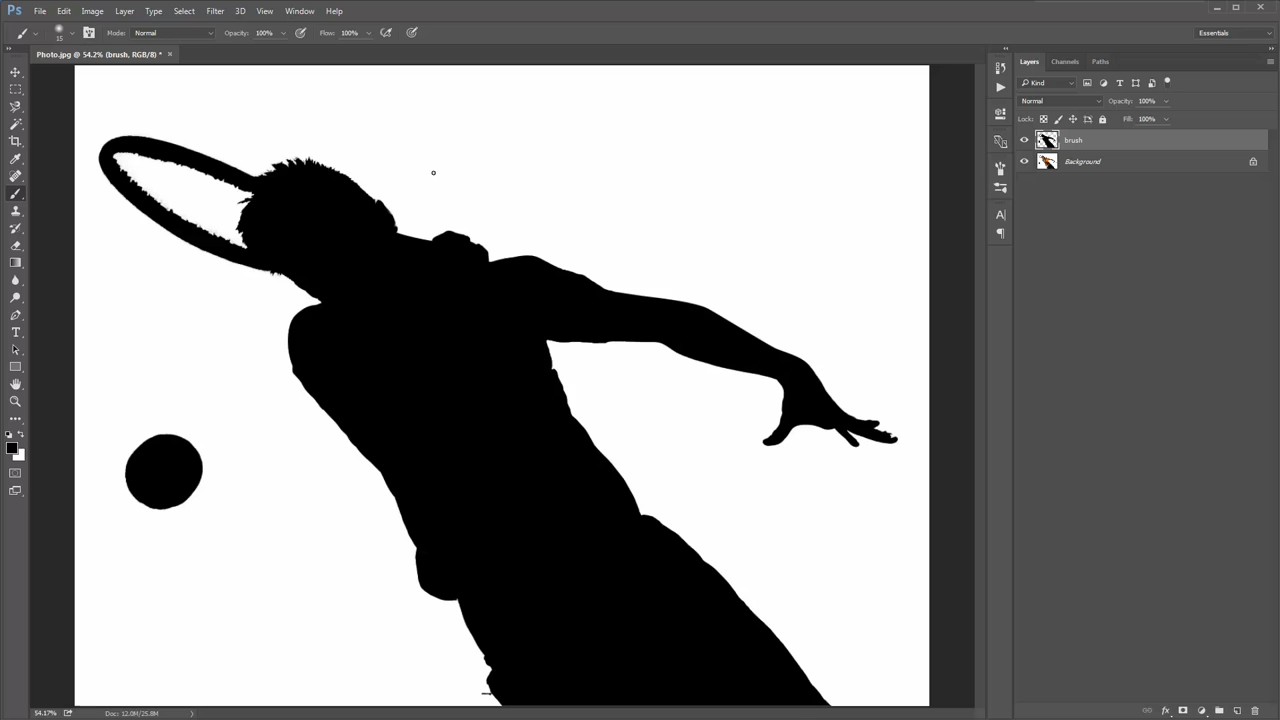 Ps File Edit Image Layer Type Select Filter 3D View Window Help
15 Mode: Normal Opacity: 100% Flow: 100% Essentials
Photo.jpg @ 54.2% (brush, RGB/8) *
Layers Channels Paths
Kind
Normal Opacity: 100%
Lock: Fill: 100%
brush
Background
54.17% Doc: 12.0M/25.8M